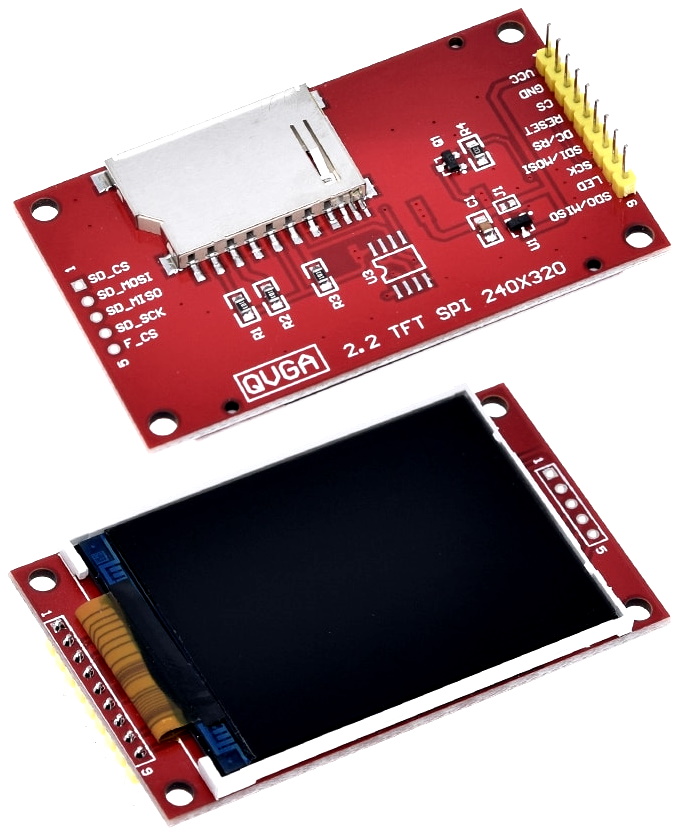 VCC
GND
CS
RESET
DC/RS
SDI/MOSI
SCK
LED
SDO/MISO
9
Q1
R4
C1
J1
U1
U3
1
SD_CS
SD_MOSI
SD_MISO
SD_SCK
F_CS
5
R1
R2
R3
QVGA
2.2 TFT SPI 240X320
1
5
1
9